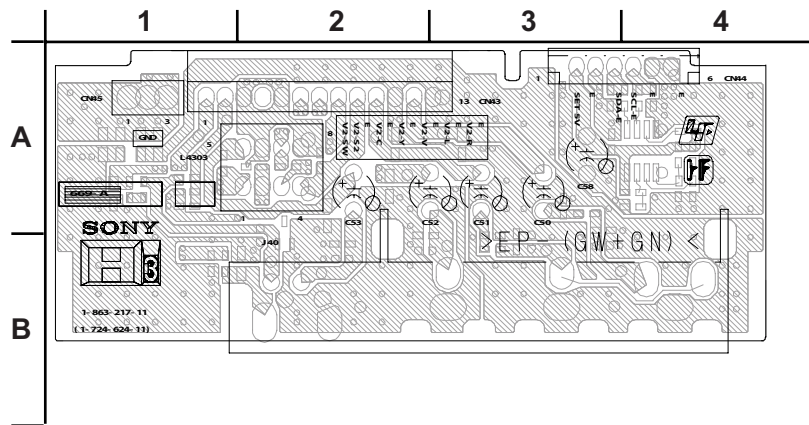 1 2 3 4
A
B
CN45
1 3
GND
1
5
L4303
669-A
SONY
H
B
1-863-217-11
(1-724-624-11)
8
V2-SW
V2-S2
E
V2-C
E
V2-Y
E
V2-V
E
V2-L
E
V2-R
13 CN43
1
SET-5V
E
SDA-E
SCL-E
E
E
6 CN44
C58
1 4
C53
C52
C51
C50
J40
>EP-(GW+GN)<